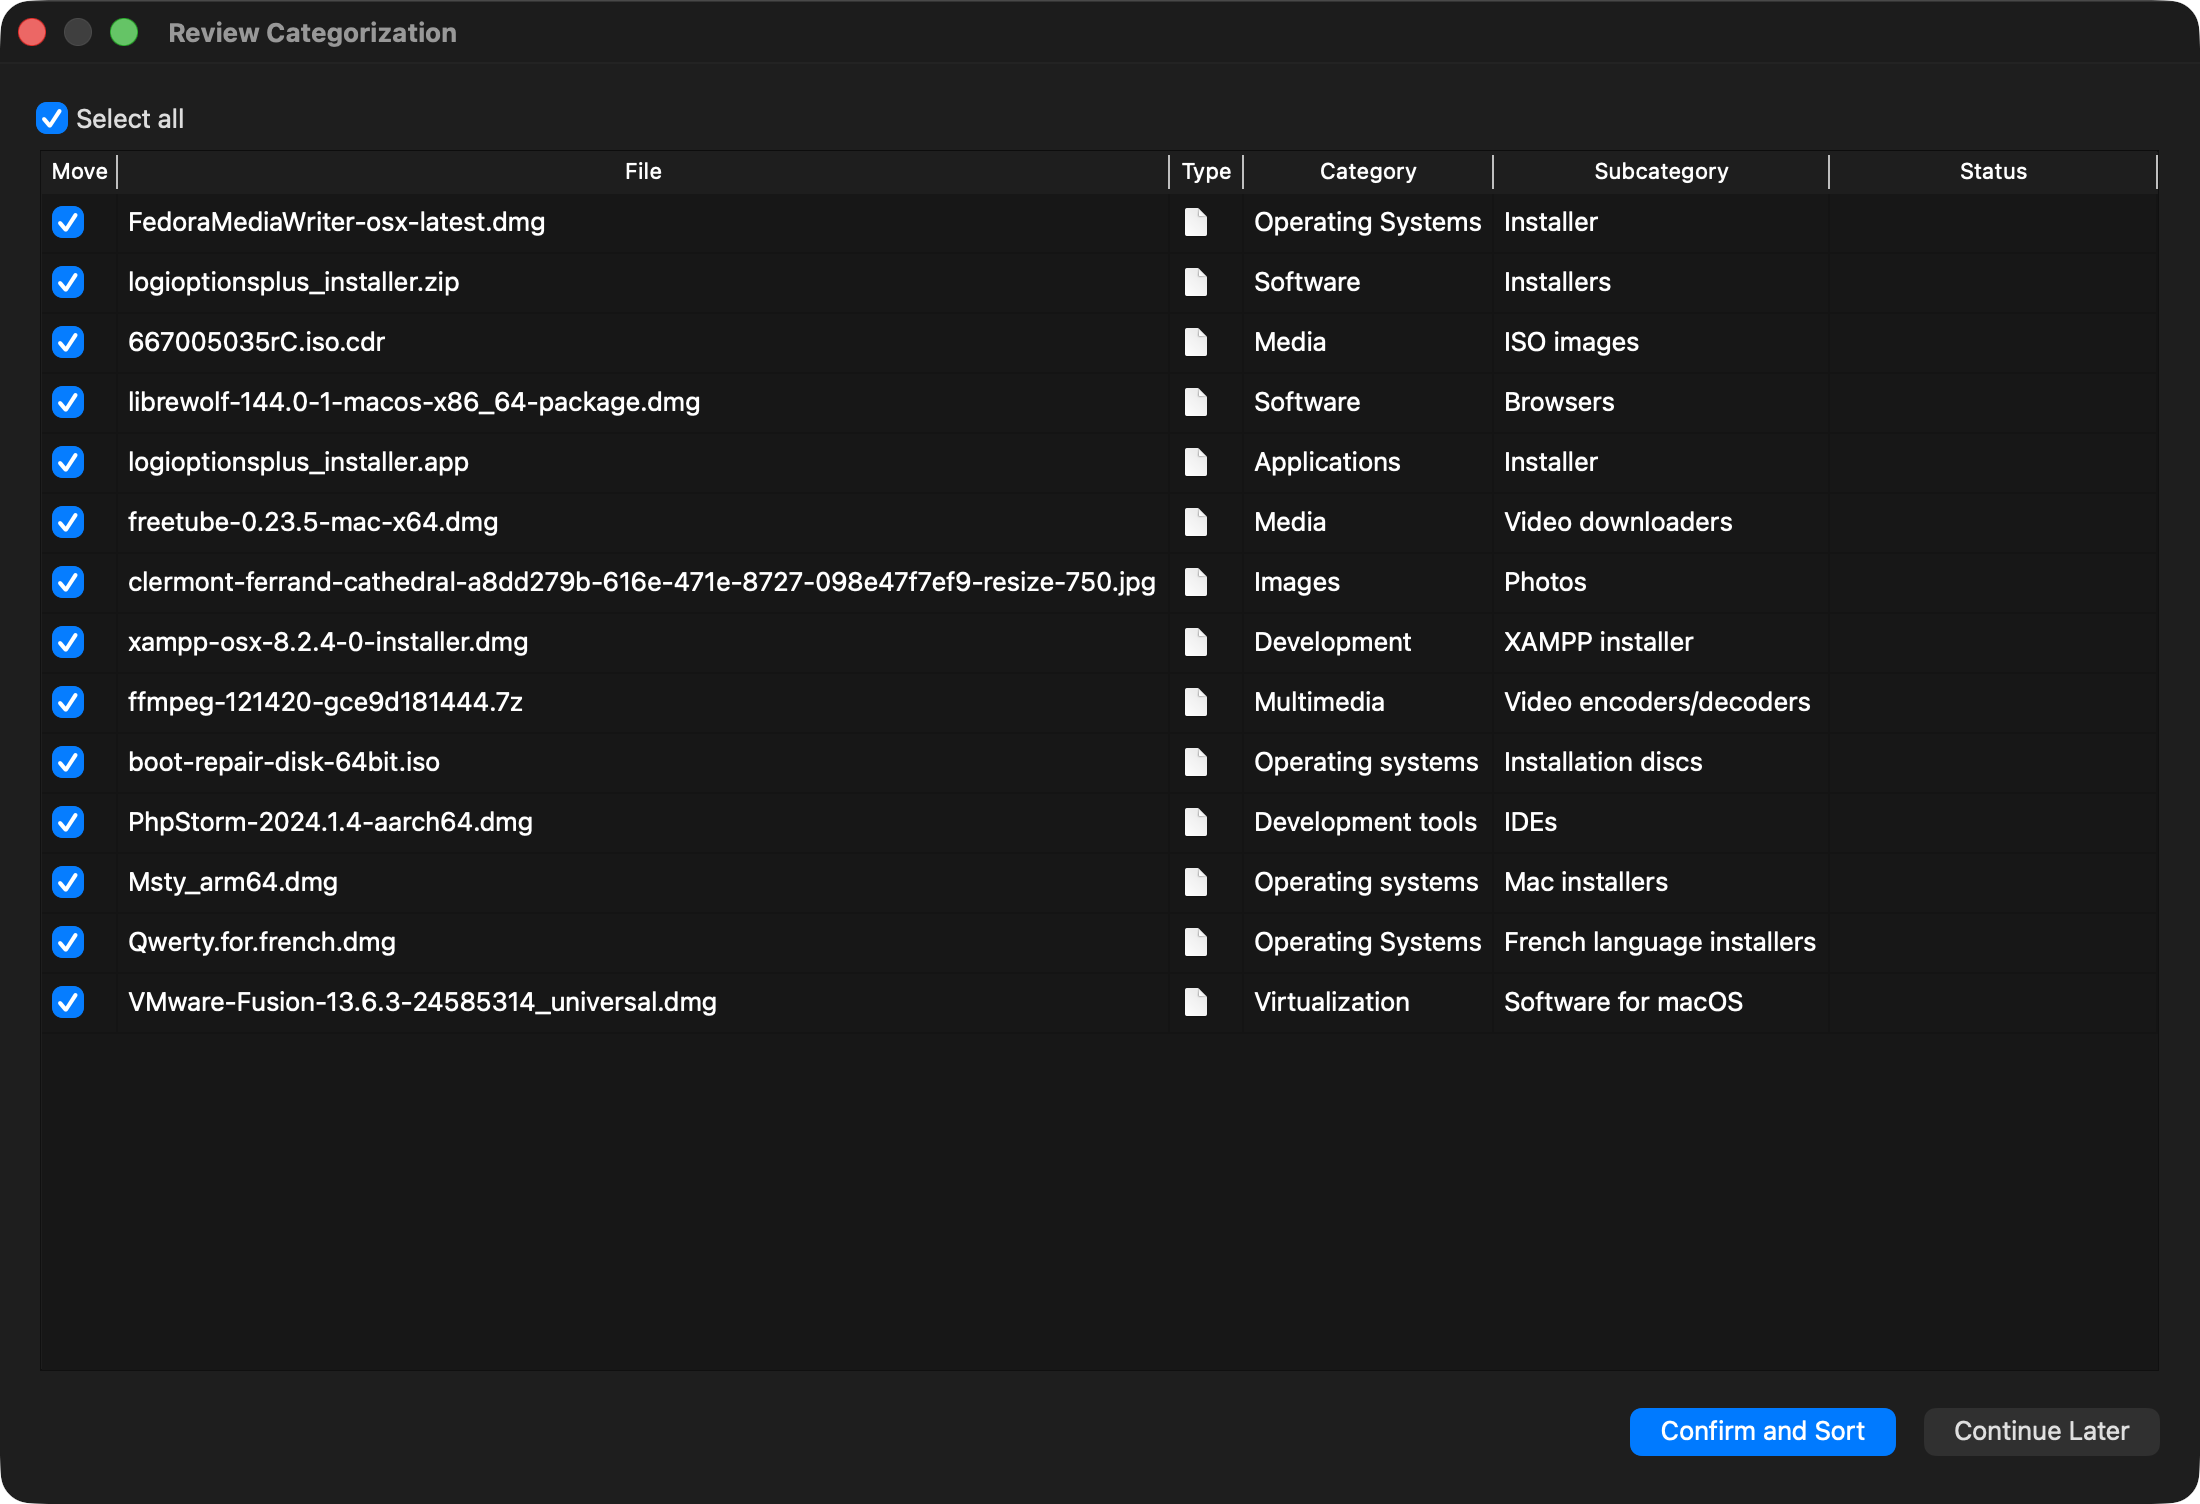 Review Categorization
Select all
Move File Type Category Subcategory Status
FedoraMediaWriter-osx-latest.dmg Operating Systems Installer
logioptionsplus_installer.zip Software Installers
667005035rC.iso.cdr Media ISO images
librewolf-144.0-1-macos-x86_64-package.dmg Software Browsers
logioptionsplus_installer.app Applications Installer
freetube-0.23.5-mac-x64.dmg Media Video downloaders
clermont-ferrand-cathedral-a8dd279b-616e-471e-8727-098e47f7ef9-resize-750.jpg Images Photos
xampp-osx-8.2.4-0-installer.dmg Development XAMPP installer
ffmpeg-121420-gce9d181444.7z Multimedia Video encoders/decoders
boot-repair-disk-64bit.iso Operating systems Installation discs
PhpStorm-2024.1.4-aarch64.dmg Development tools IDEs
Msty_arm64.dmg Operating systems Mac installers
Qwerty.for.french.dmg Operating Systems French language installers
VMware-Fusion-13.6.3-24585314_universal.dmg Virtualization Software for macOS
Confirm and Sort Continue Later